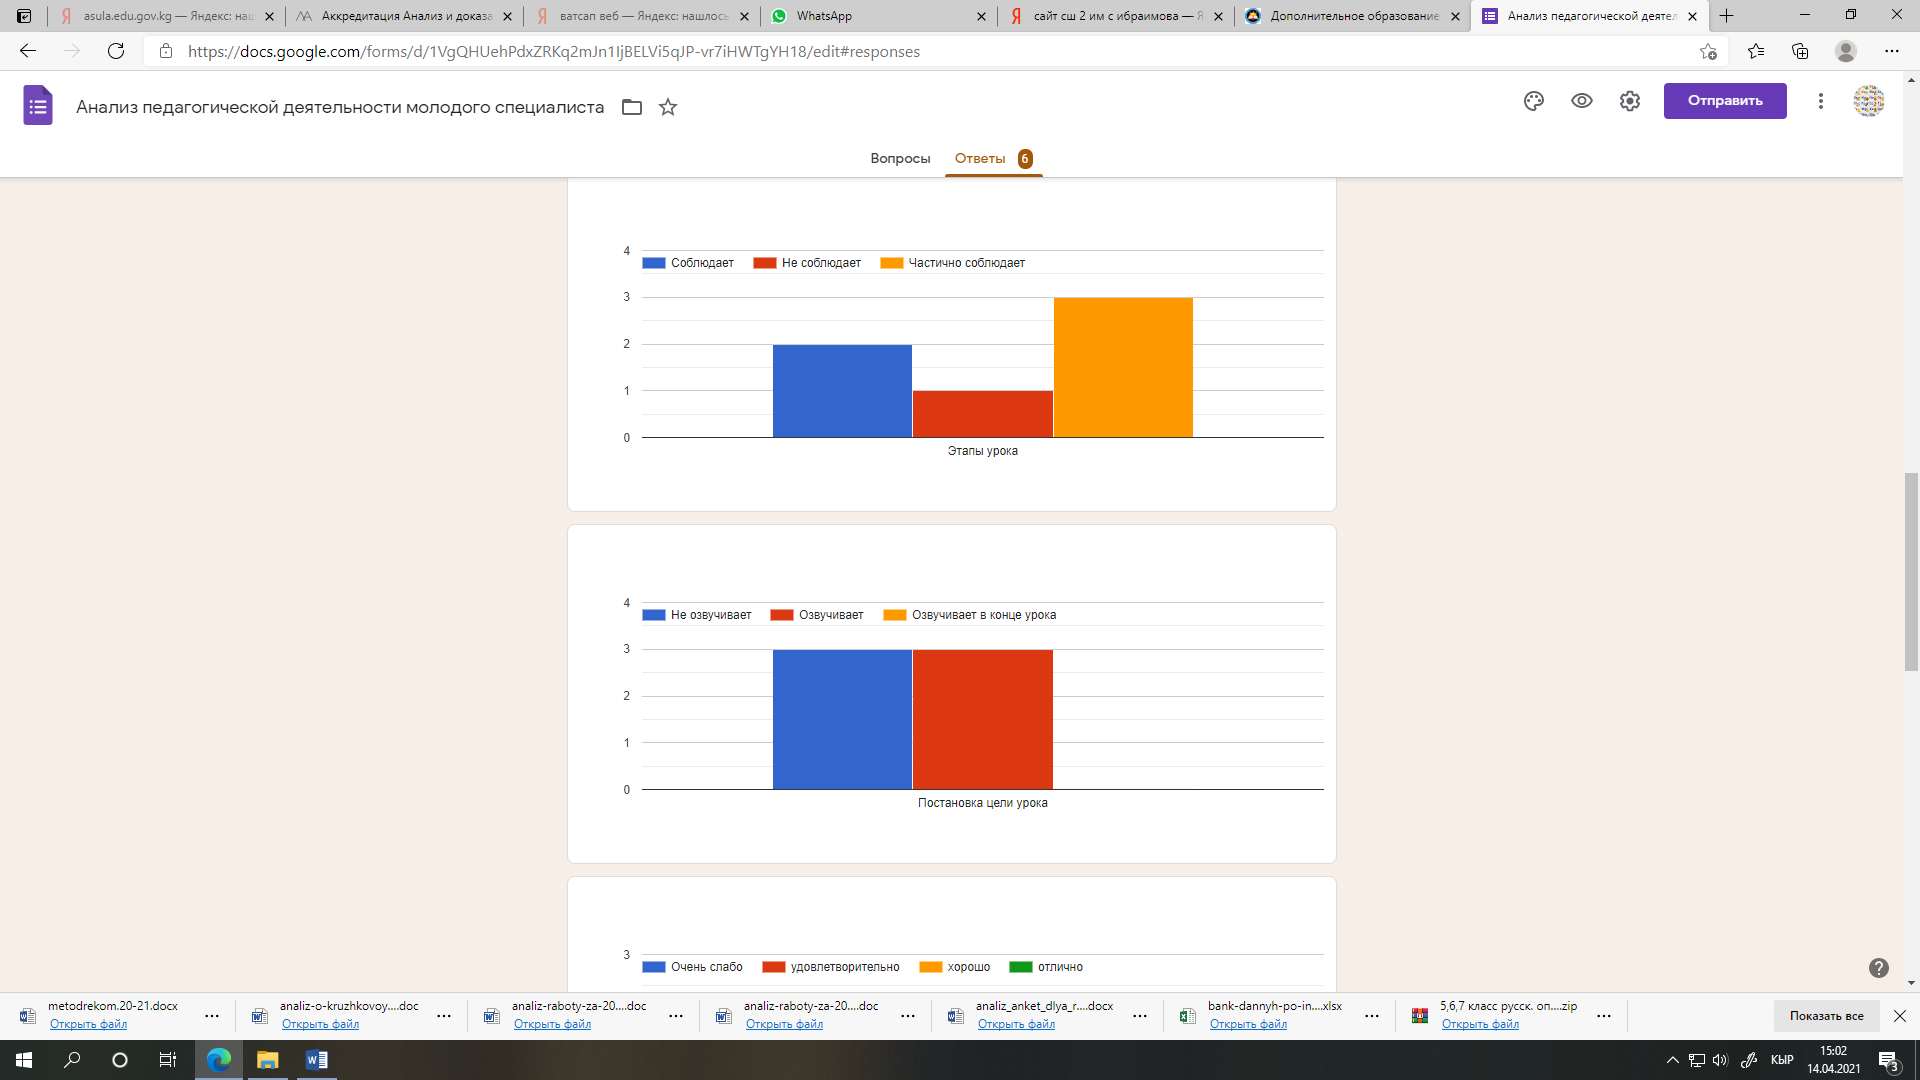 asula.edu.gov.kg — Яндекс: наш
Аккредитация Анализ и доказа
ватсап веб — Яндекс: нашлось
WhatsApp
сайт сш 2 им с ибраимова — Я
Дополнительное образование
Анализ педагогической деятел
https://docs.google.com/forms/d/1VgQHUehPdxZRKq2mJn1IjBELVi5qJP-vr7iHWTgYH18/edit#responses
Анализ педагогической деятельности молодого специалиста
Отправить
Вопросы
Ответы 6
4
Соблюдает Не соблюдает Частично соблюдает
3
2
1
0
Этапы урока
4
Не озвучивает Озвучивает Озвучивает в конце урока
3
2
1
0
Постановка цели урока
3
Очень слабо удовлетворительно хорошо отлично
metodrekom.20-21.docx
Открыть файл
analiz-o-kruzhkovoy....doc
Открыть файл
analiz-raboty-za-20....doc
Открыть файл
analiz-raboty-za-20....doc
Открыть файл
analiz_anket_dlya_r....docx
Открыть файл
bank-dannyh-po-in....xlsx
Открыть файл
5,6,7 класс русск. оп....zip
Открыть файл
Показать все
КЫР
15:02
14.04.2021
3